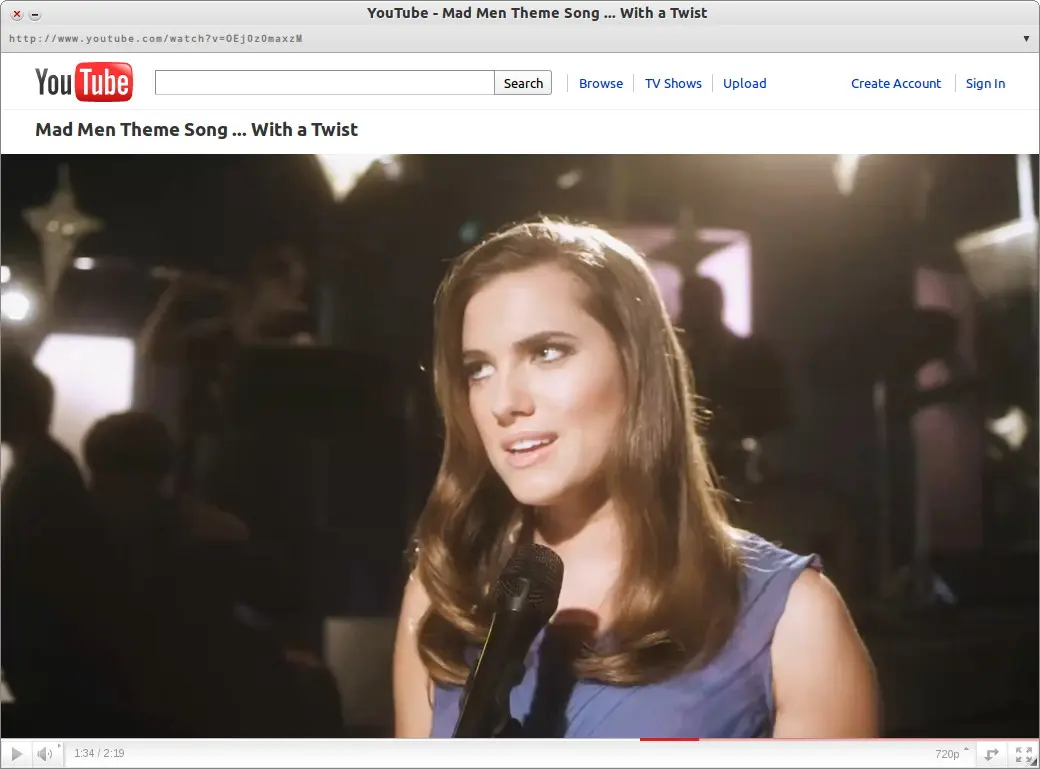 YouTube - Mad Men Theme Song ... With a Twist
http://www.youtube.com/watch?v=OEjOzOmaxzM
YouTube Search Browse TV Shows Upload Create Account Sign In
Mad Men Theme Song ... With a Twist
1:34 / 2:19 720p